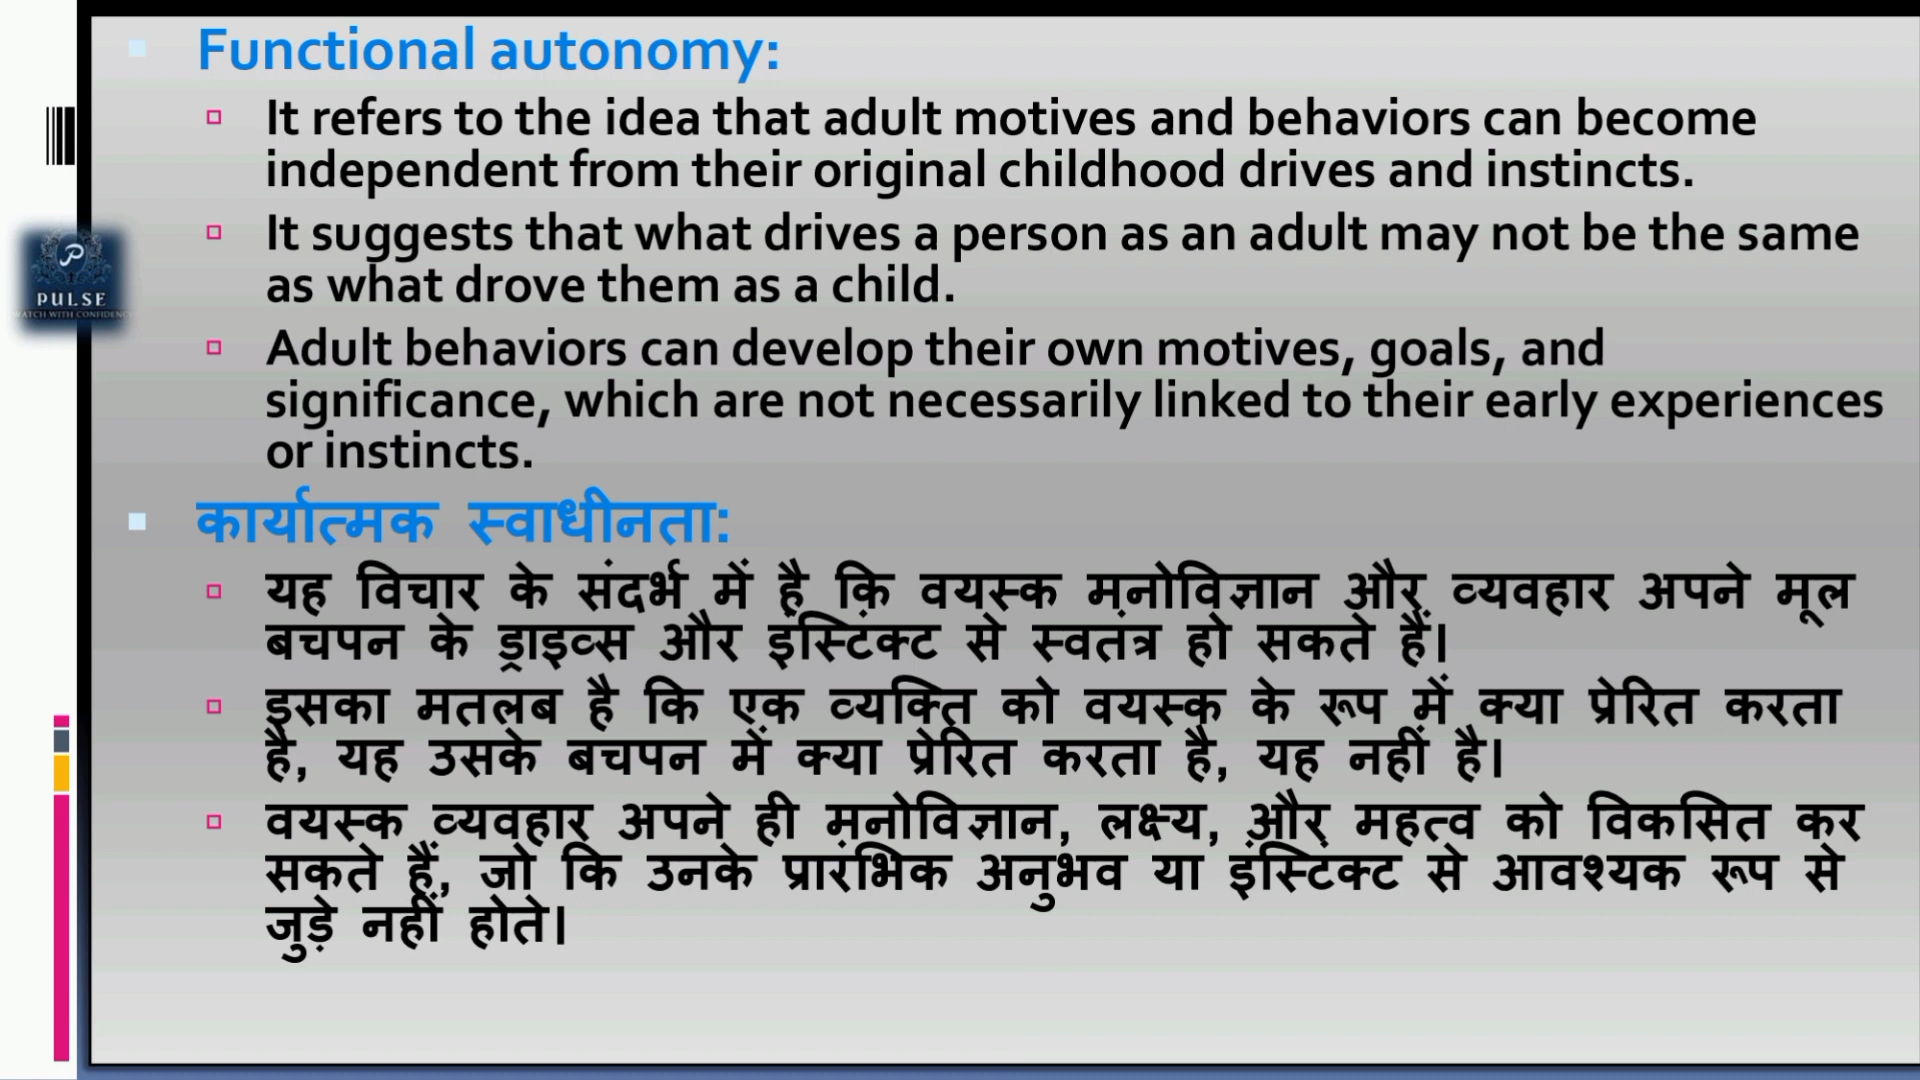 Functional autonomy:
It refers to the idea that adult motives and behaviors can become
independent from their original childhood drives and instincts.
It suggests that what drives a person as an adult may not be the same
as what drove them as a child.
Adult behaviors can develop their own motives, goals, and
significance, which are not necessarily linked to their early experiences
or instincts.
कार्यात्मक स्वाधीनता:
यह विचार के संदर्भ में है कि वयस्क मनोविज्ञान और व्यवहार अपने मूल
बचपन के ड्राइव्स और इंस्टिंक्ट से स्वतंत्र हो सकते हैं।
इसका मतलब है कि एक व्यक्ति को वयस्क के रूप में क्या प्रेरित करता
है, यह उसके बचपन में क्या प्रेरित करता है, यह नहीं है।
वयस्क व्यवहार अपने ही मनोविज्ञान, लक्ष्य, और महत्व को विकसित कर
सकते हैं, जो कि उनके प्रारंभिक अनुभव या इंस्टिक्ट से आवश्यक रूप से
जुड़े नहीं होते।
P
PULSE
WATCH WITH CONFIDENC